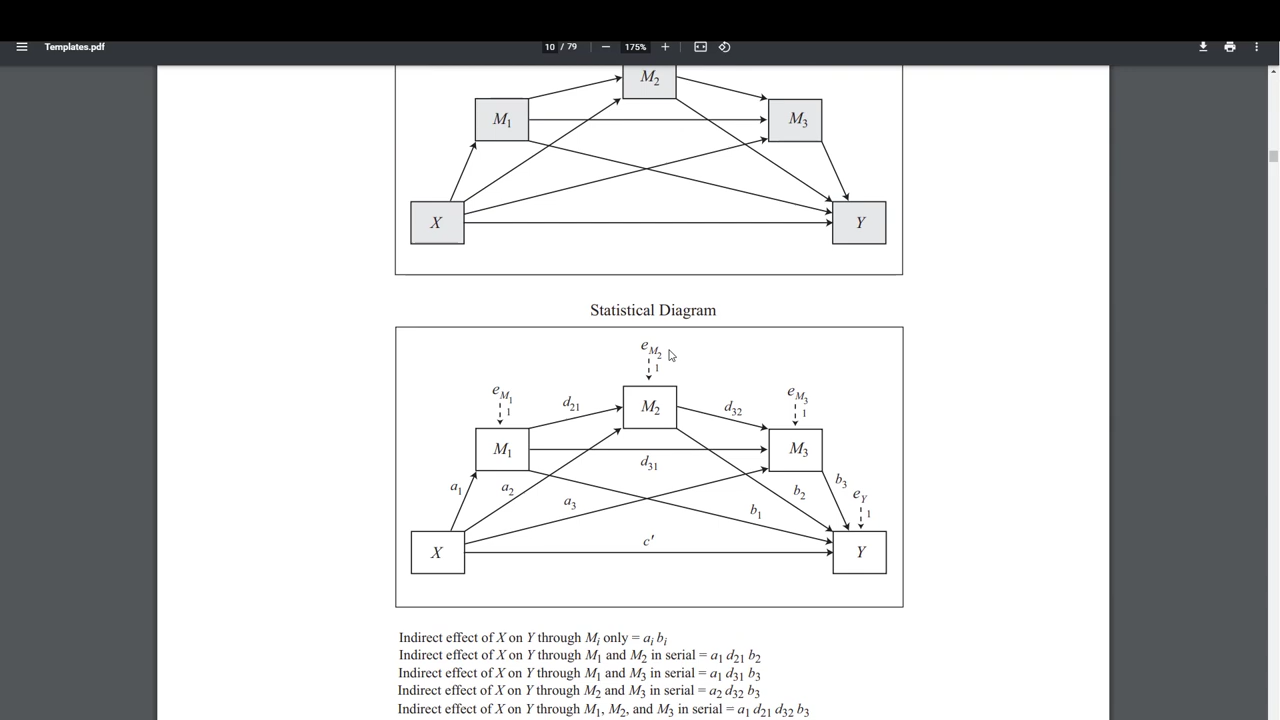 Templates.pdf 10 / 79 175%
M2
M1 M3
X Y
Statistical Diagram
eM2
1
eM1 eM3
1 1
d21 M2 d32
M1 d31 M3
a1 a2 a3 b1 b2 b3 eY
1
X c′ Y
Indirect effect of X on Y through Mi only = ai bi
Indirect effect of X on Y through M1 and M2 in serial = a1 d21 b2
Indirect effect of X on Y through M1 and M3 in serial = a1 d31 b3
Indirect effect of X on Y through M2 and M3 in serial = a2 d32 b3
Indirect effect of X on Y through M1, M2, and M3 in serial = a1 d21 d32 b3